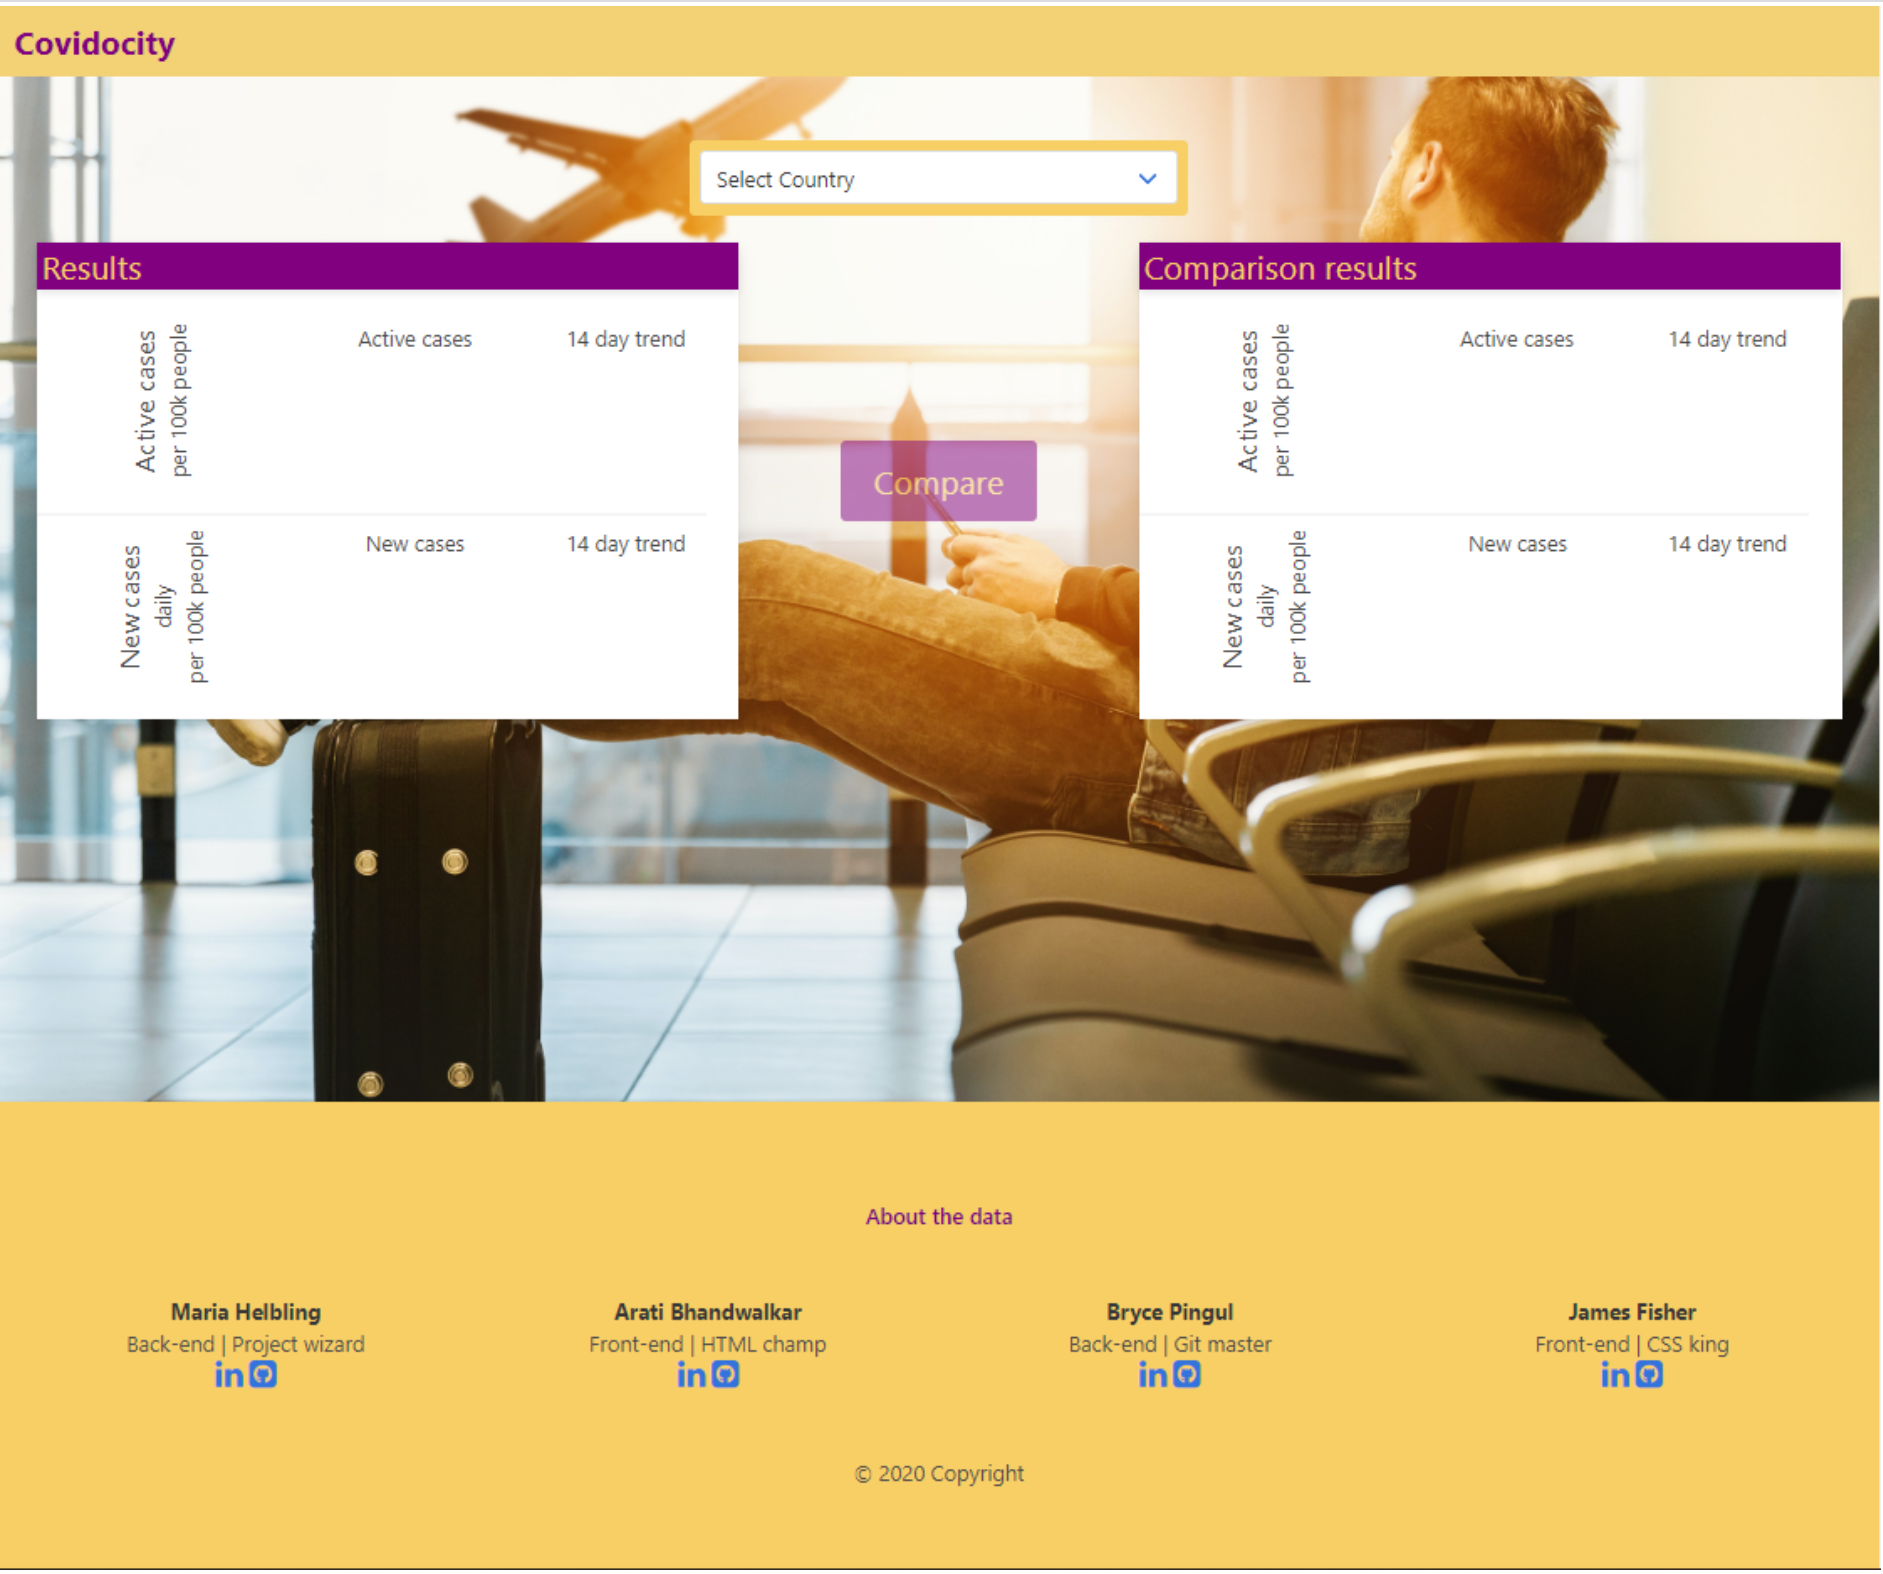 Covidocity
Select Country
Results
Active cases
per 100k people
Active cases
14 day trend
New cases
daily
per 100k people
New cases
14 day trend
Compare
Comparison results
Active cases
per 100k people
Active cases
14 day trend
New cases
daily
per 100k people
New cases
14 day trend
About the data
Maria Helbling
Back-end | Project wizard
in
Arati Bhandwalkar
Front-end | HTML champ
in
Bryce Pingul
Back-end | Git master
in
James Fisher
Front-end | CSS king
in
© 2020 Copyright